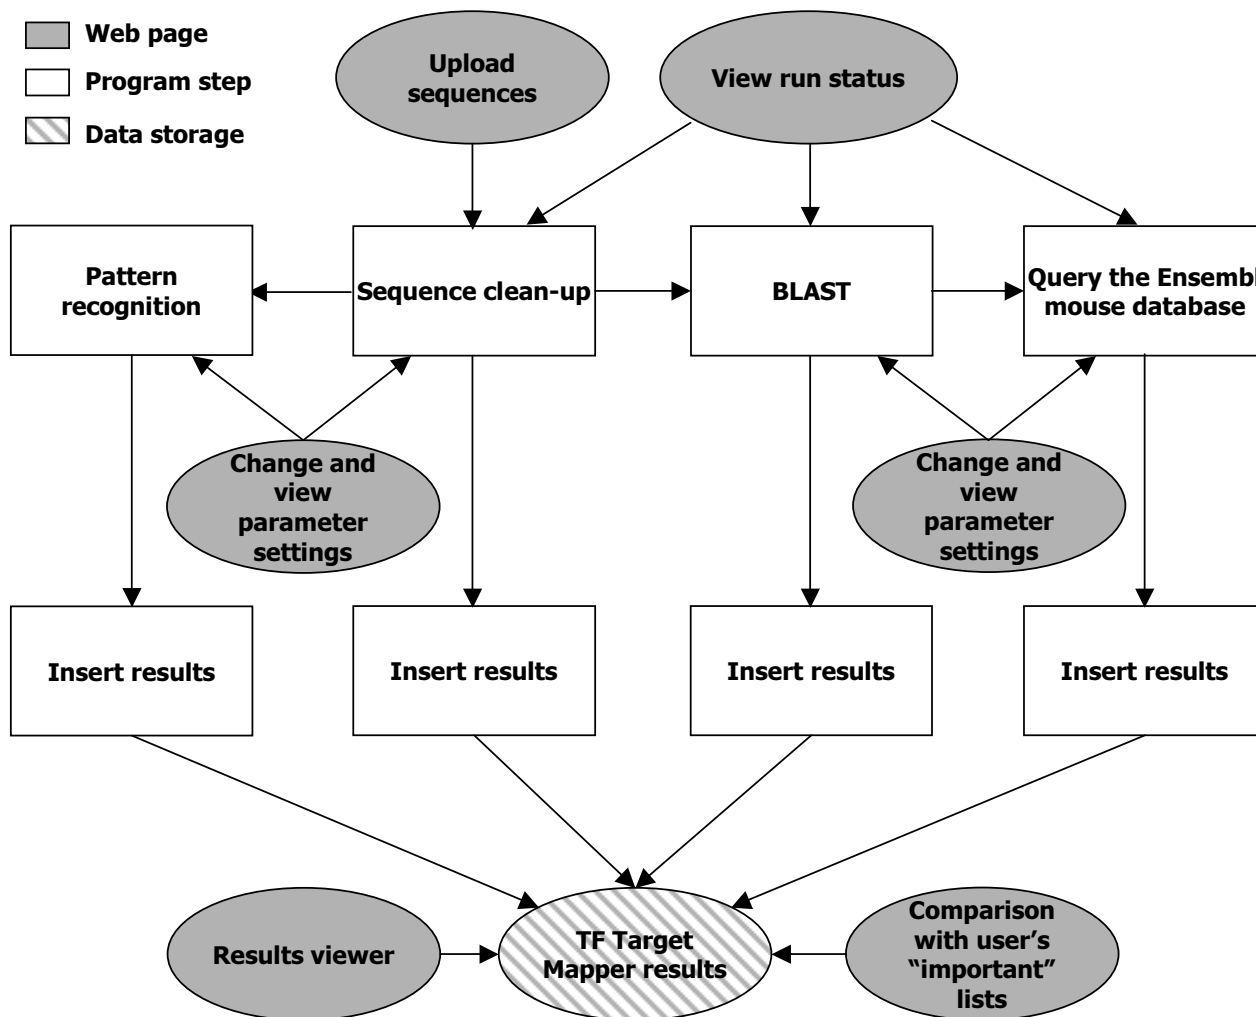 Web page
Program step
Data storage
Upload
sequences
View run status
Pattern
recognition
Sequence clean-up
BLAST
Query the Ensembl
mouse database
Change and
view
parameter
settings
Change and
view
parameter
settings
Insert results
Insert results
Insert results
Insert results
Results viewer
TF Target
Mapper results
Comparison
with user’s
“important”
lists